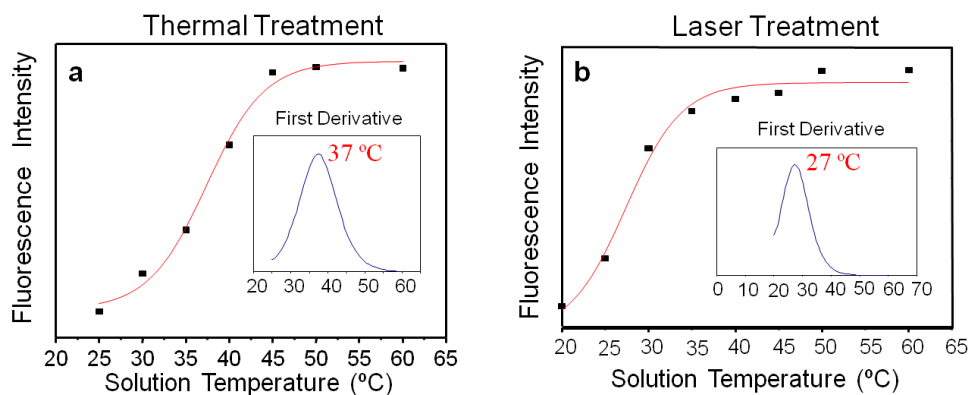 Thermal Treatment
a
Fluorescence Intensity
First Derivative
37 ºC
20 30 40 50 60
20 25 30 35 40 45 50 55 60 65
Solution Temperature (ºC)
Laser Treatment
b
Fluorescence Intensity
First Derivative
27 ºC
0 10 20 30 40 50 60 70
20 25 30 35 40 45 50 55 60 65
Solution Temperature (ºC)